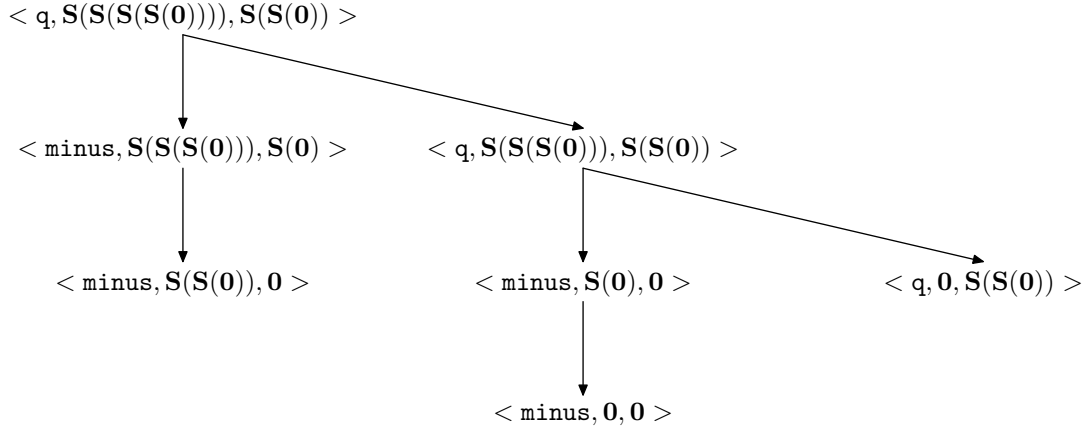 < q, S(S(S(S(0)))), S(S(0)) >
< minus, S(S(S(0))), S(0) > < q, S(S(S(0))), S(S(0)) >
< minus, S(S(0)), 0 > < minus, S(0), 0 > < q, 0, S(S(0)) >
< minus, 0, 0 >